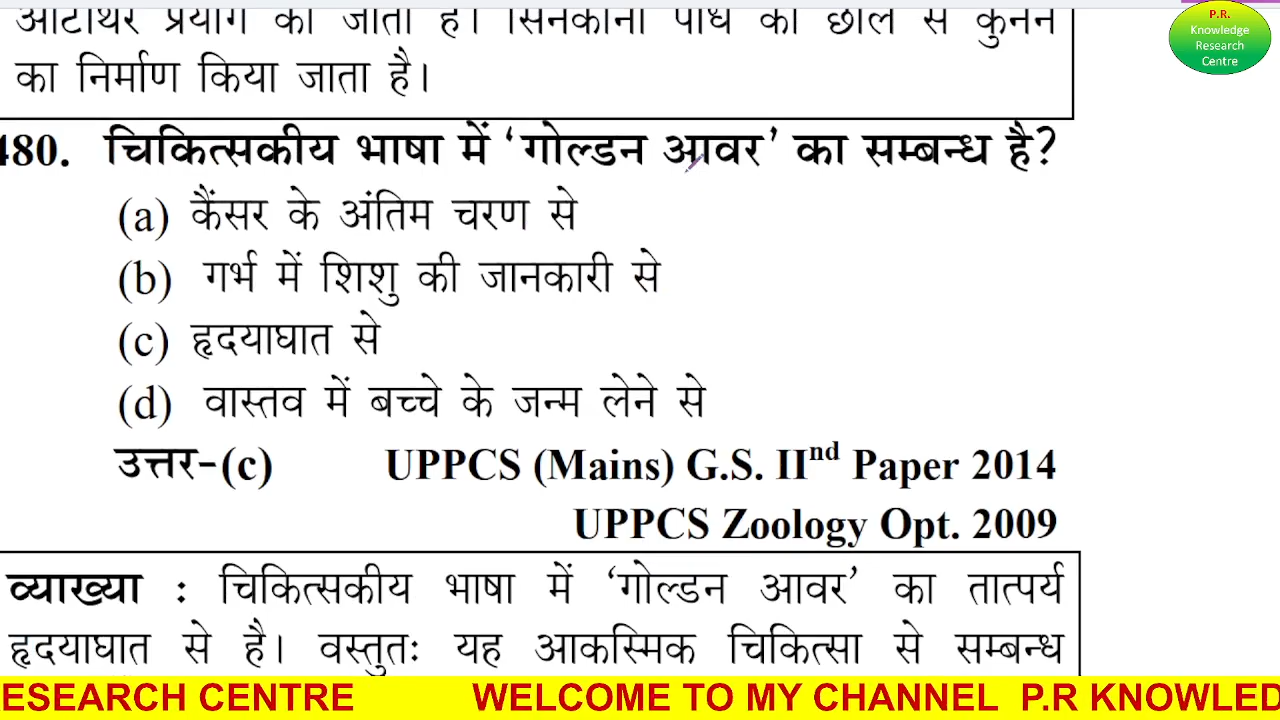 का निर्माण किया जाता है।
P.R.
Knowledge
Research
Centre
480. चिकित्सकीय भाषा में ‘गोल्डन आवर’ का सम्बन्ध है?
(a) कैंसर के अंतिम चरण से
(b) गर्भ में शिशु की जानकारी से
(c) हृदयाघात से
(d) वास्तव में बच्चे के जन्म लेने से
उत्तर-(c) UPPCS (Mains) G.S. IInd Paper 2014
UPPCS Zoology Opt. 2009
व्याख्या : चिकित्सकीय भाषा में ‘गोल्डन आवर’ का तात्पर्य
हृदयाघात से है। वस्तुतः यह आकस्मिक चिकित्सा से सम्बन्ध
ESEARCH CENTRE WELCOME TO MY CHANNEL P.R KNOWLED